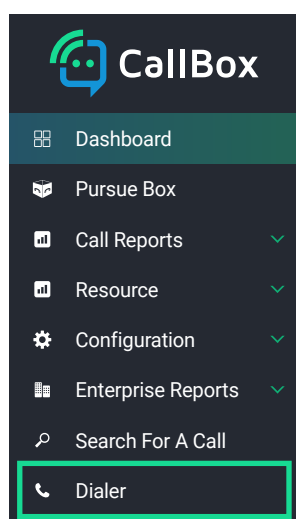 CallBox
Dashboard
Pursue Box
Call Reports
Resource
Configuration
Enterprise Reports
Search For A Call
Dialer